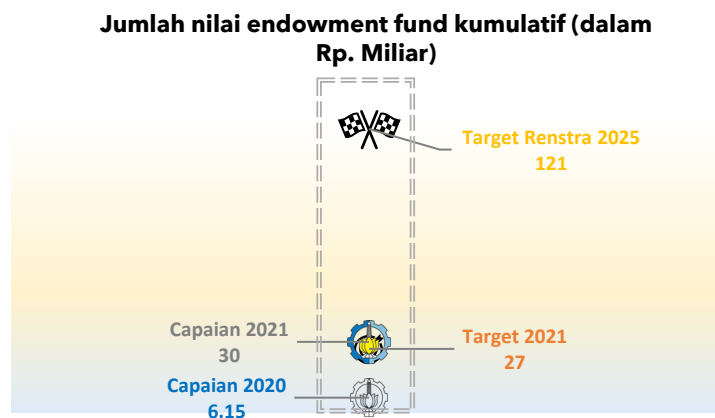 Jumlah nilai endowment fund kumulatif (dalam
Rp. Miliar)
Target Renstra 2025
121
Capaian 2021
30
Target 2021
27
Capaian 2020
6.15